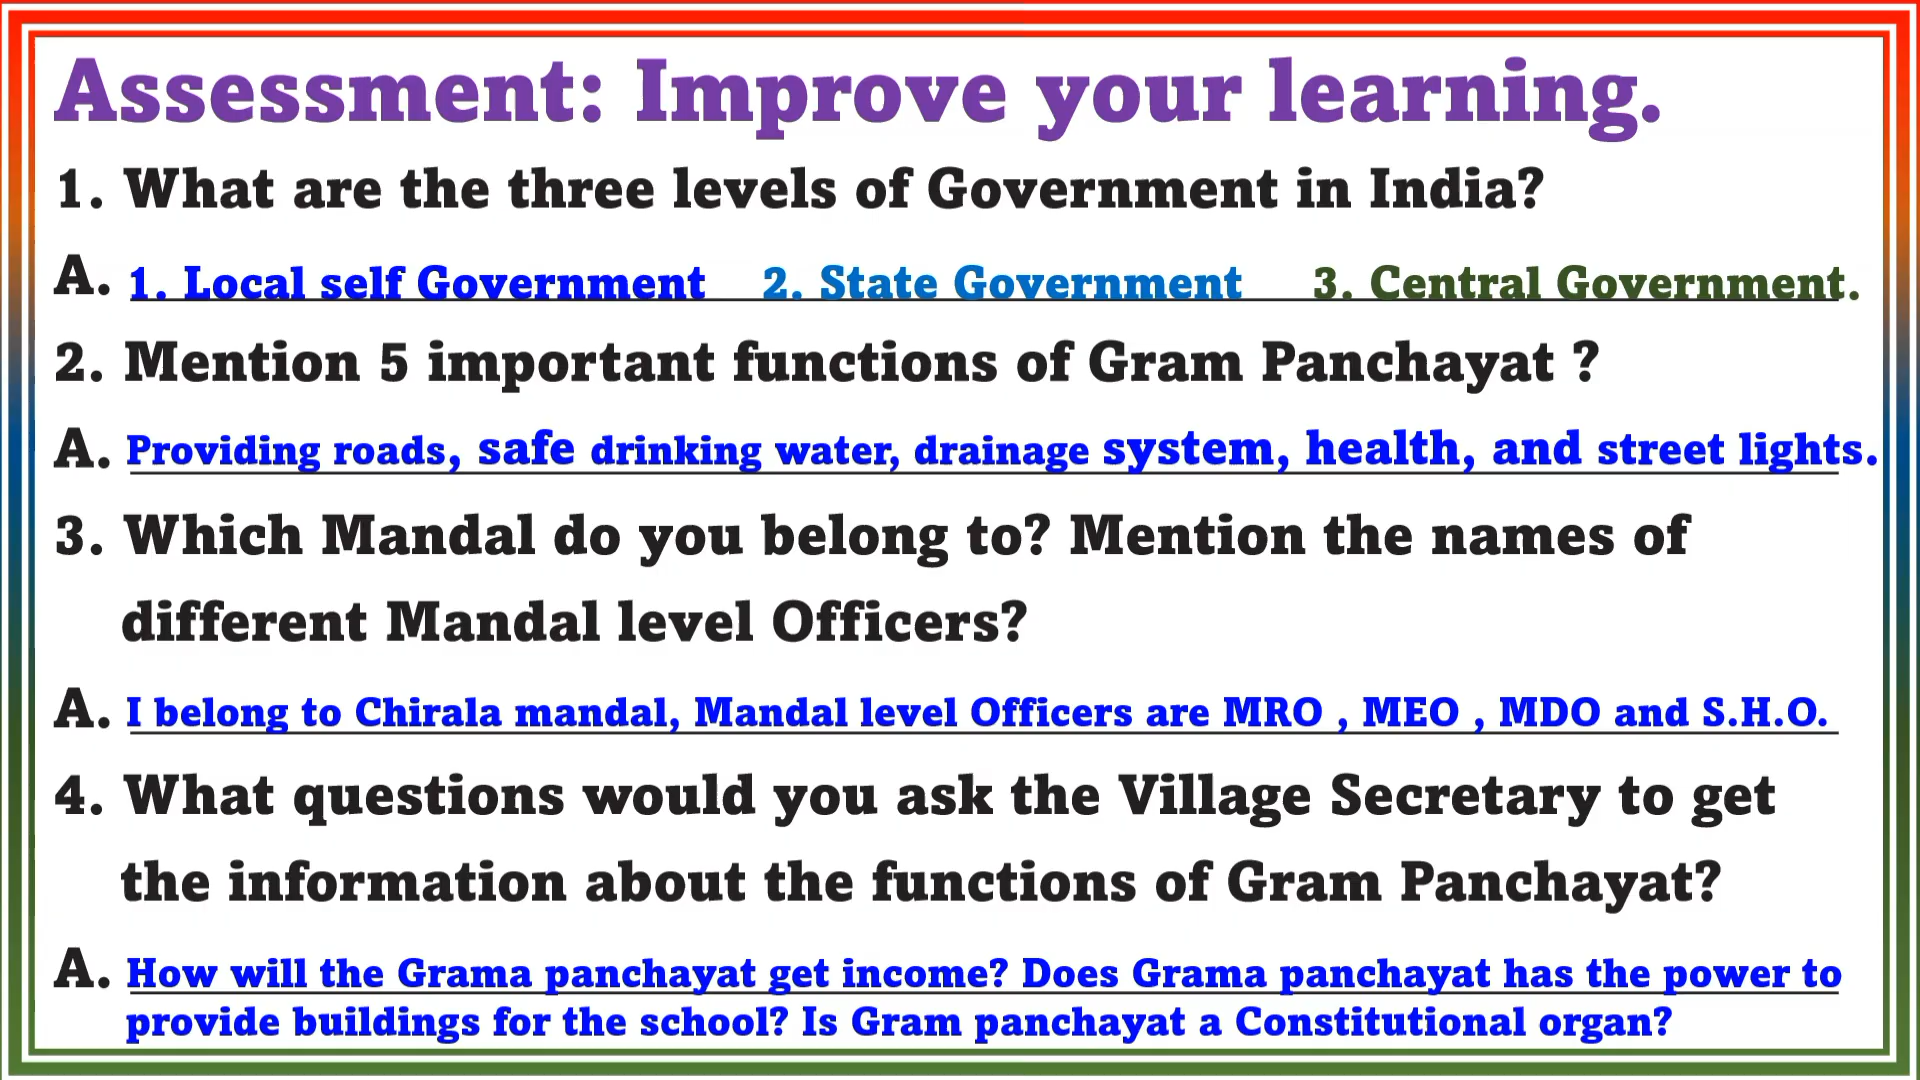 Assessment: Improve your learning.
1. What are the three levels of Government in India?
A. 1. Local self Government 2. State Government 3. Central Government.
2. Mention 5 important functions of Gram Panchayat ?
A. Providing roads, safe drinking water, drainage system, health, and street lights.
3. Which Mandal do you belong to? Mention the names of
different Mandal level Officers?
A. I belong to Chirala mandal, Mandal level Officers are MRO , MEO , MDO and S.H.O.
4. What questions would you ask the Village Secretary to get
the information about the functions of Gram Panchayat?
A. How will the Grama panchayat get income? Does Grama panchayat has the power to
provide buildings for the school? Is Gram panchayat a Constitutional organ?